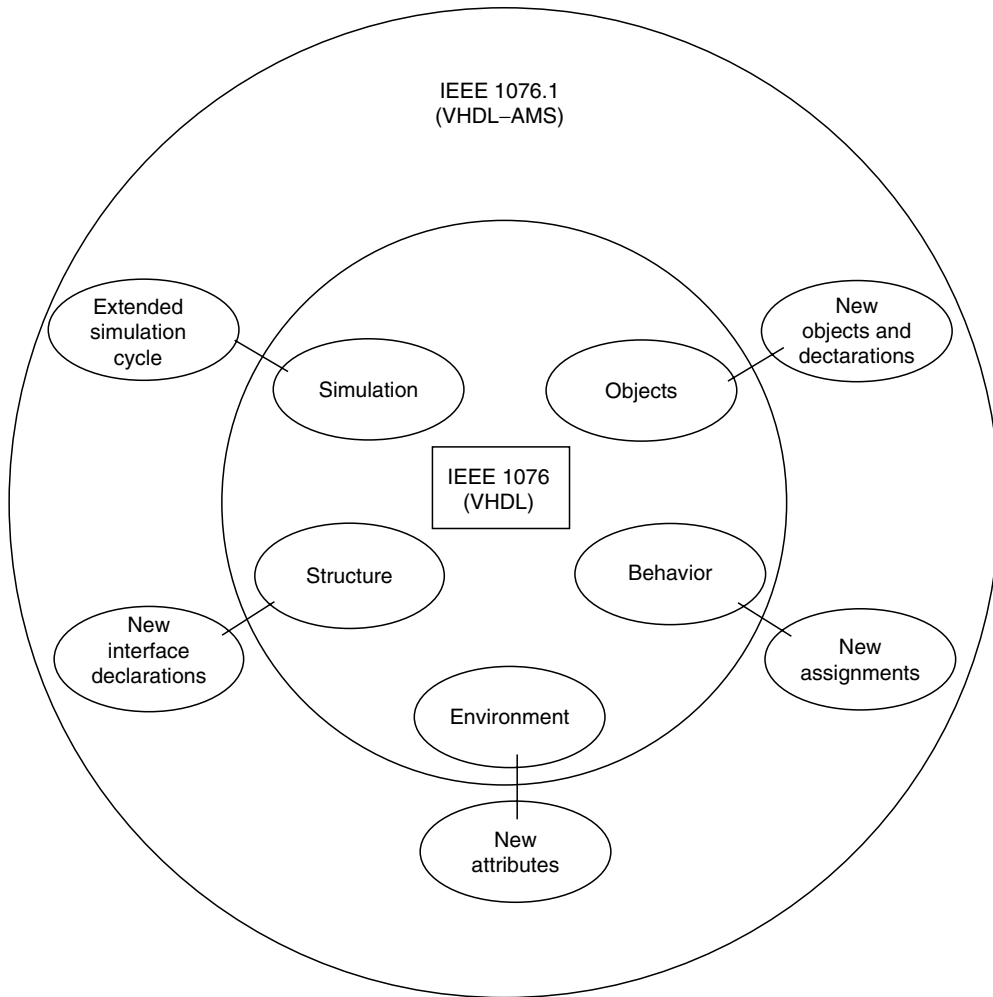 IEEE 1076.1
(VHDL–AMS)
Extended
simulation
cycle
New
objects and
dectarations
Simulation
Objects
IEEE 1076
(VHDL)
Structure
Behavior
New
interface
declarations
New
assignments
Environment
New
attributes